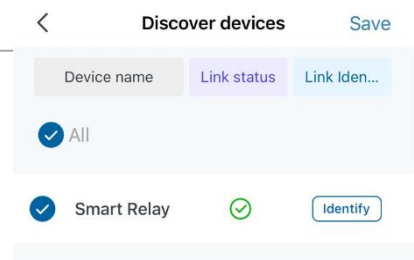 Discover devices Save
Device name Link status Link Iden...
All
Smart Relay Identify